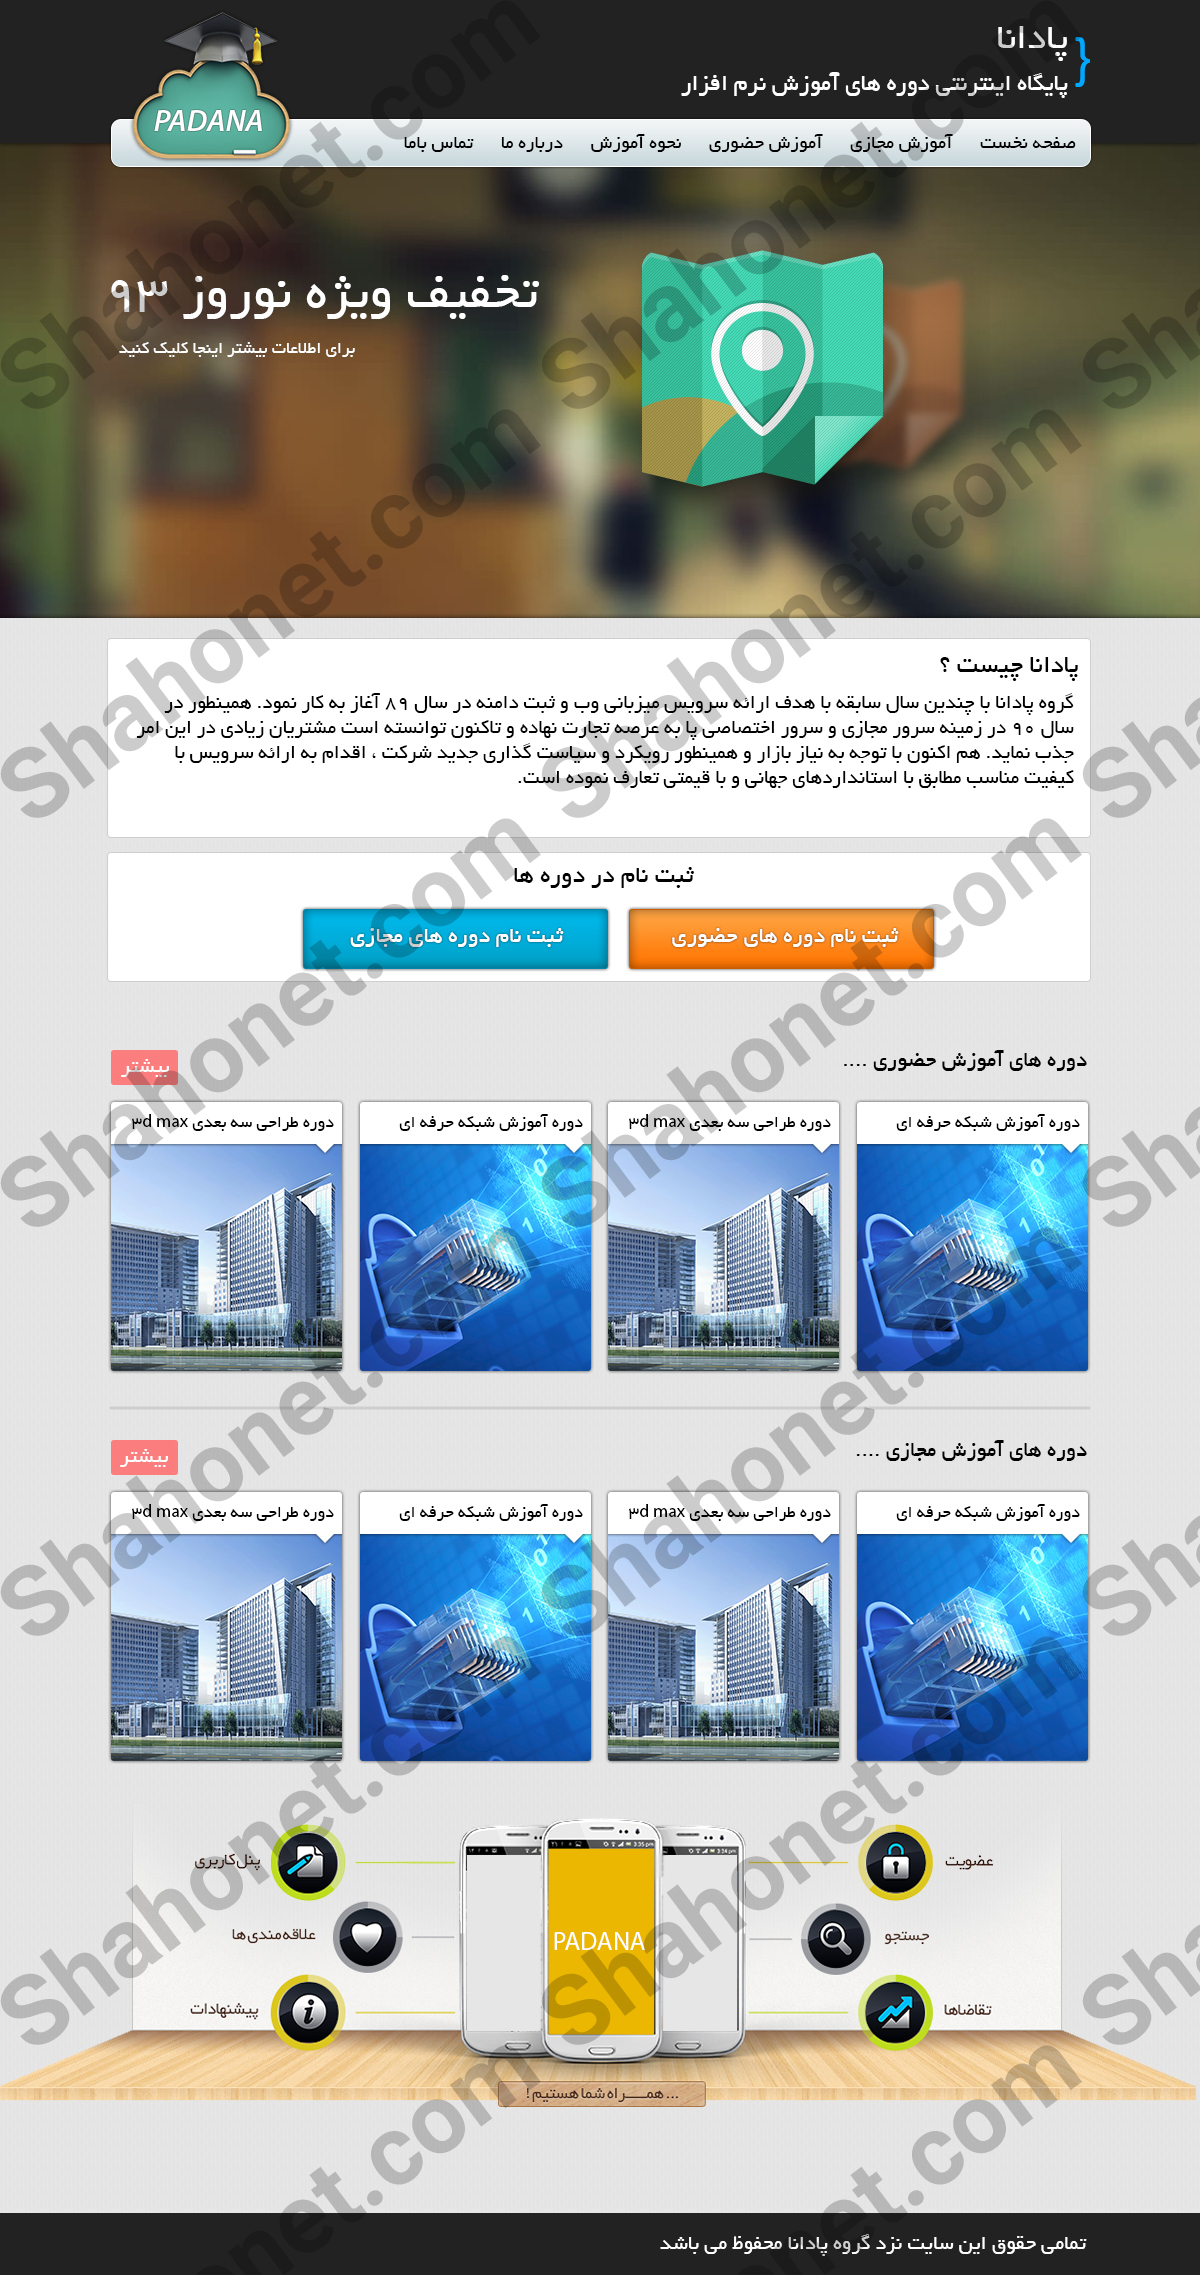 پادانا
پایگاه اینترنتی دوره های آموزش نرم افزار
PADANA
صفحه نخست
آموزش مجازی
آموزش حضوری
نحوه آموزش
درباره ما
تماس باما
تخفیف ویژه نوروز ۹۳
برای اطلاعات بیشتر اینجا کلیک کنید
پادانا چیست ؟
گروه پادانا با چندین سال سابقه با هدف ارائه سرویس میزبانی وب و ثبت دامنه در سال ۸۹ آغاز به کار نمود. همینطور در
سال ۹۰ در زمینه سرور مجازی و سرور اختصاصی پا به عرصه تجارت نهاده و تاکنون توانسته است مشتریان زیادی در این امر
جذب نماید. هم اکنون با توجه به نیاز بازار و همینطور رویکرد و سیاست گذاری جدید شرکت ، اقدام به ارائه سرویس با
کیفیت مناسب مطابق با استانداردهای جهانی و با قیمتی تعارف نموده است.
ثبت نام در دوره ها
ثبت نام دوره های حضوری
ثبت نام دوره های مجازی
دوره های آموزش حضوری ....
بیشتر
دوره آموزش شبکه حرفه ای
دوره طراحی سه بعدی ۳d max
دوره آموزش شبکه حرفه ای
دوره طراحی سه بعدی ۳d max
دوره های آموزش مجازی ....
بیشتر
دوره آموزش شبکه حرفه ای
دوره طراحی سه بعدی ۳d max
دوره آموزش شبکه حرفه ای
دوره طراحی سه بعدی ۳d max
عضویت
جستجو
تقاضاها
پنل کاربری
علاقه مندی ها
پیشنهادات
PADANA
... همـــراه شما هستیم !
تمامی حقوق این سایت نزد گروه پادانا محفوظ می باشد
Shahonet.com